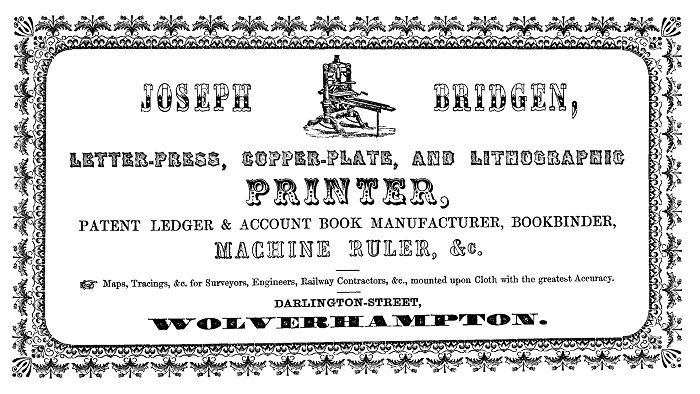 JOSEPH BRIDGEN,
LETTER-PRESS, COPPER-PLATE, AND LITHOGRAPHIC
PRINTER,
PATENT LEDGER & ACCOUNT BOOK MANUFACTURER, BOOKBINDER,
MACHINE RULER, &c.
☞ Maps, Tracings, &c. for Surveyors, Engineers, Railway Contractors, &c., mounted upon Cloth with the greatest Accuracy.
DARLINGTON-STREET,
WOLVERHAMPTON.